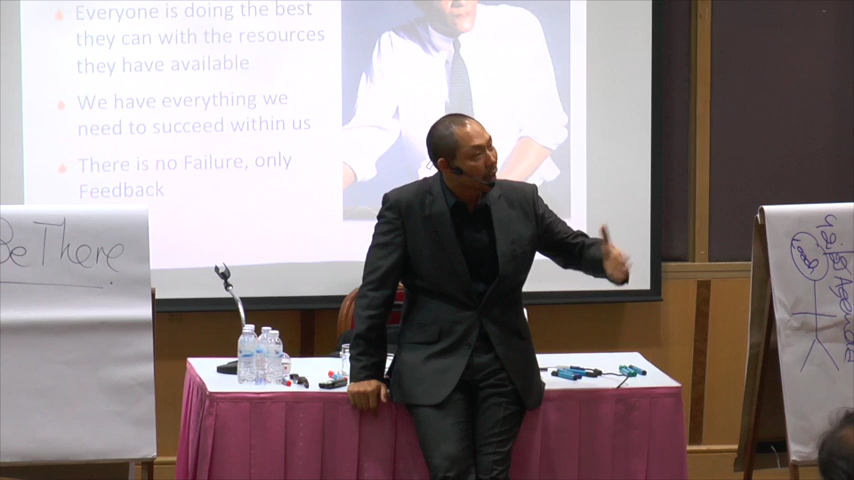 Everyone is doing the best
they can with the resources
they have available
We have everything we
need to succeed within us
There is no Failure, only
Feedback
Be There